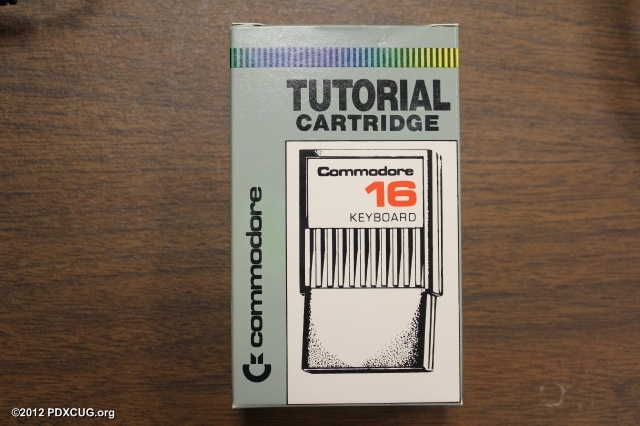 TUTORIAL
CARTRIDGE
Commodore
16
KEYBOARD
commodore
©2012 PDXCUG.org